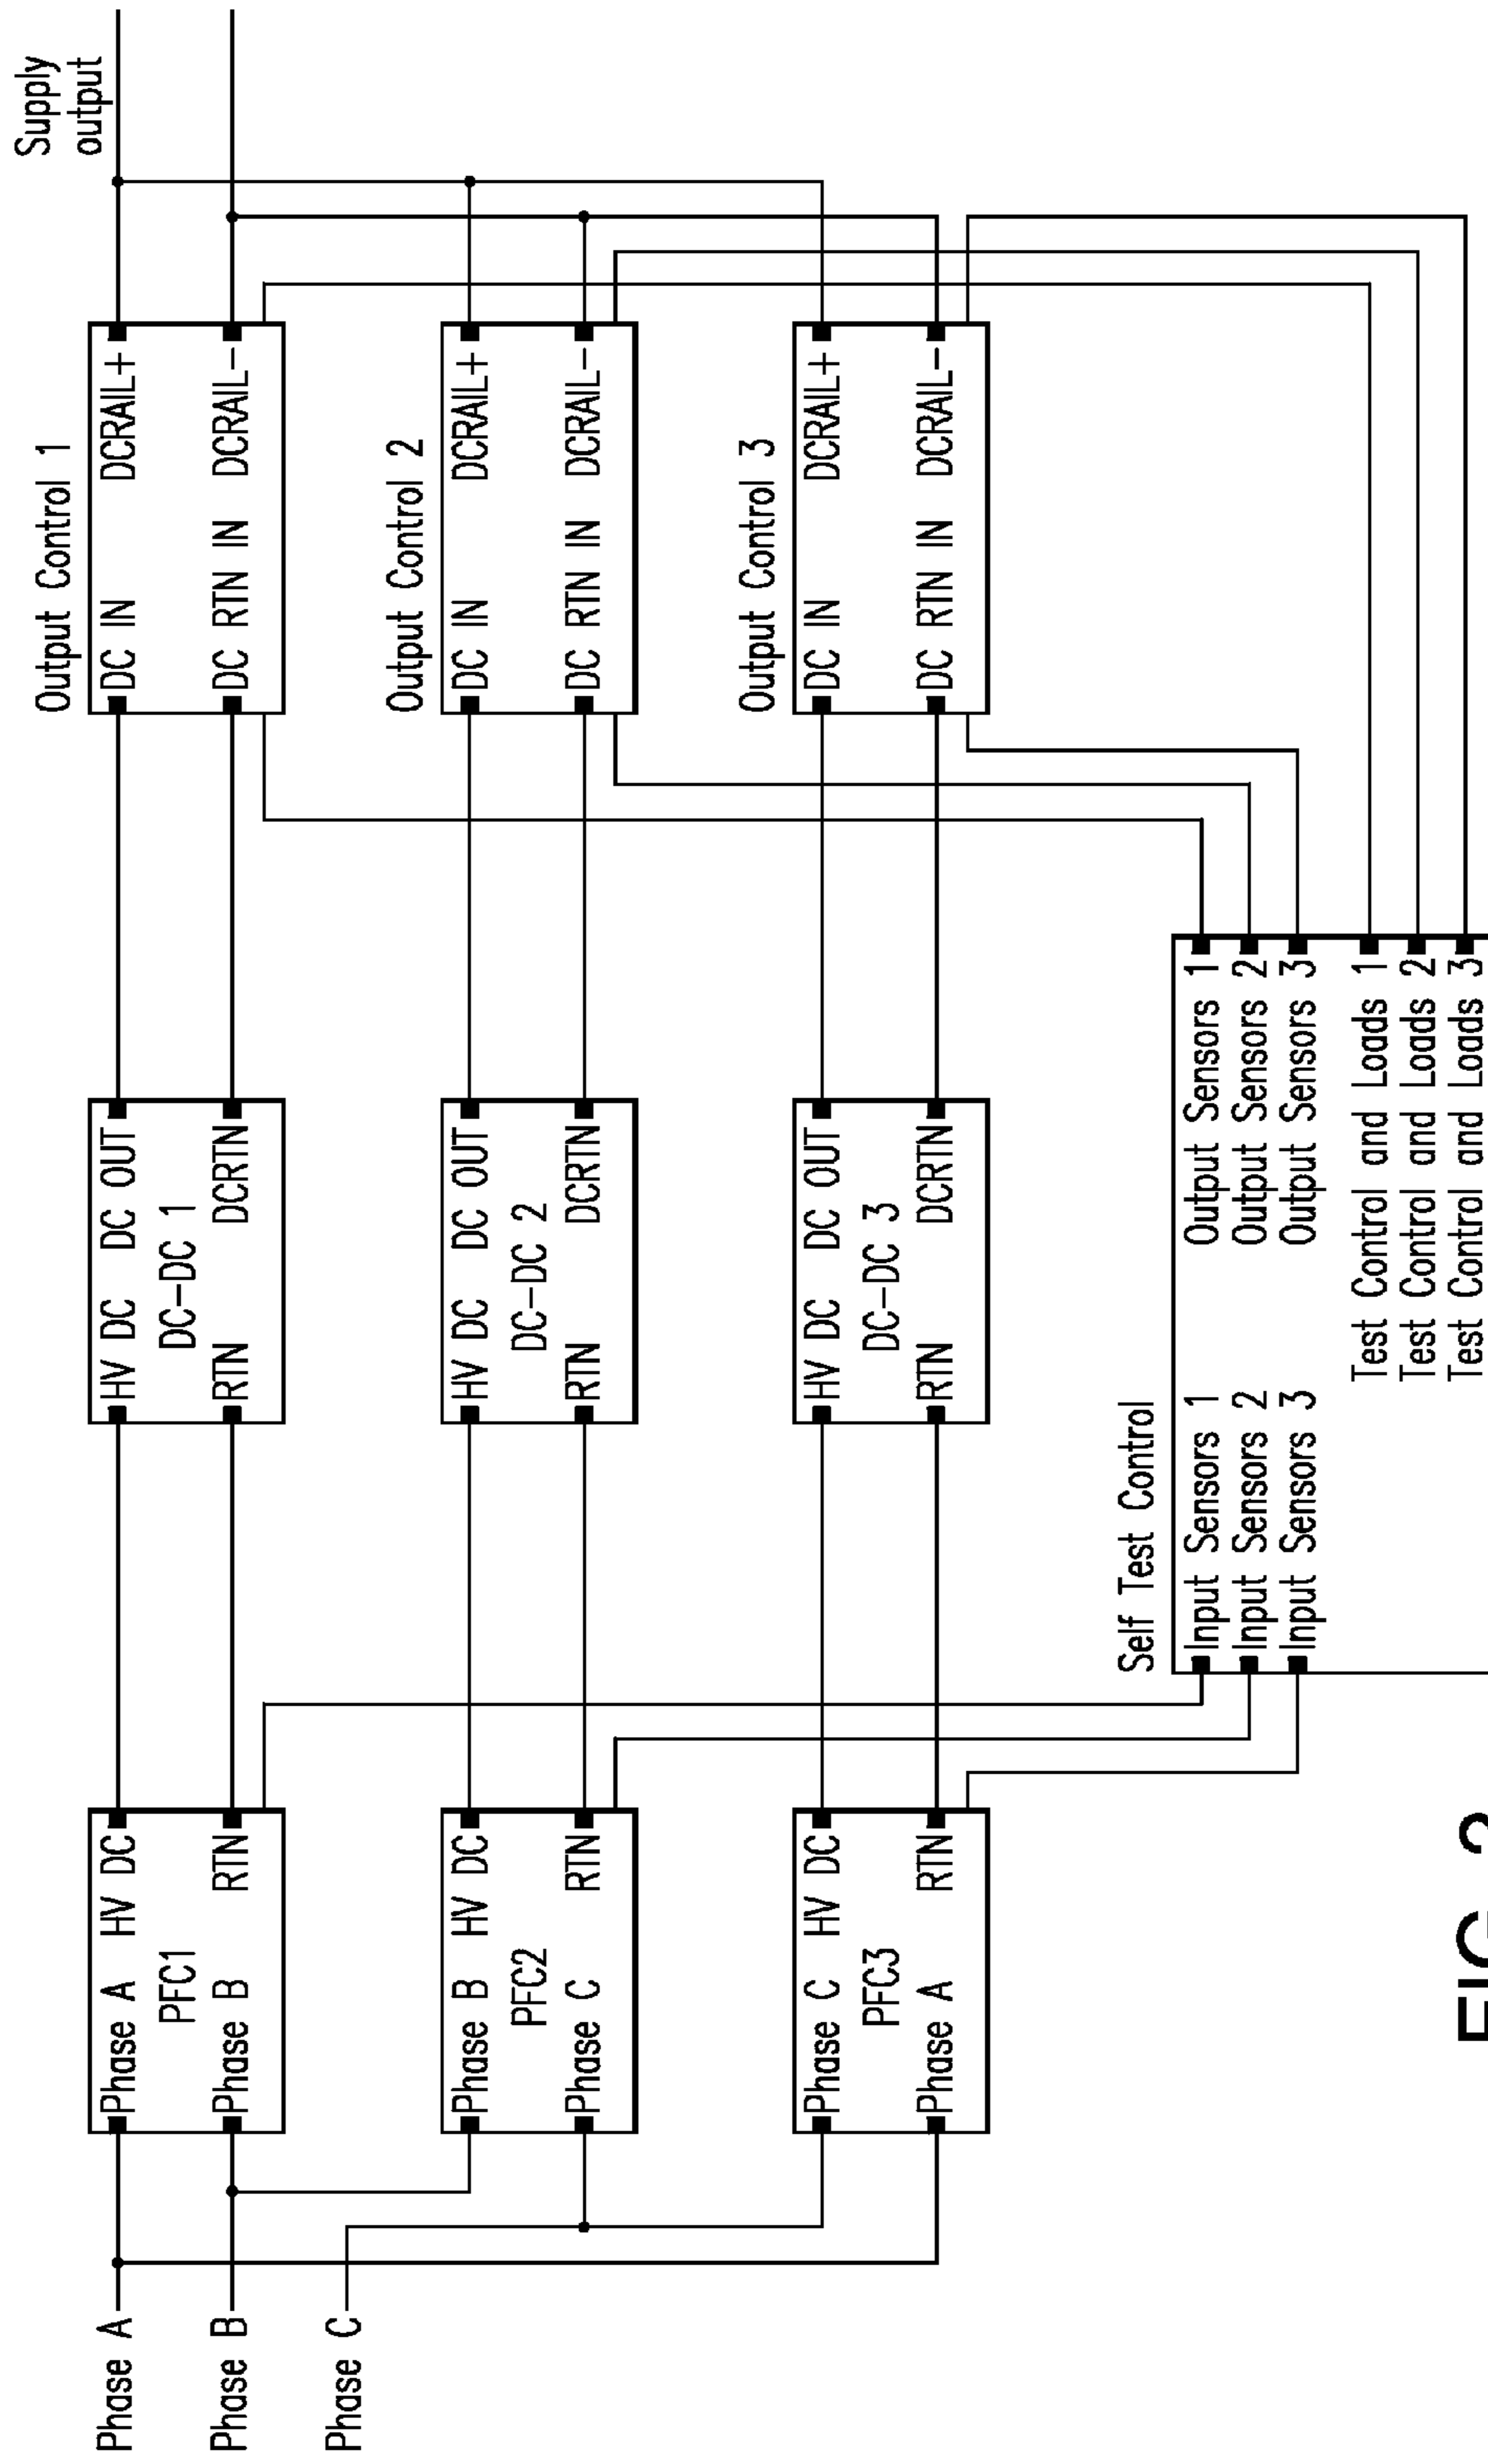 Supply
output
Output Control 1
DC IN DCRAIL+
DC RTN IN DCRAIL-
Output Control 2
DC IN DCRAIL+
DC RTN IN DCRAIL-
Output Control 3
DC IN DCRAIL+
DC RTN IN DCRAIL-
HV DC DC OUT
DC-DC 1
RTN DCRTN
HV DC DC OUT
DC-DC 2
RTN DCRTN
HV DC DC OUT
DC-DC 3
RTN DCRTN
Phase A HV DC
PFC1
Phase B RTN
Phase B HV DC
PFC2
Phase C RTN
Phase C HV DC
PFC3
Phase A RTN
Phase A
Phase B
Phase C
Self Test Control
Input Sensors 1 Output Sensors 1
Input Sensors 2 Output Sensors 2
Input Sensors 3 Output Sensors 3
Test Control and Loads 1
Test Control and Loads 2
Test Control and Loads 3